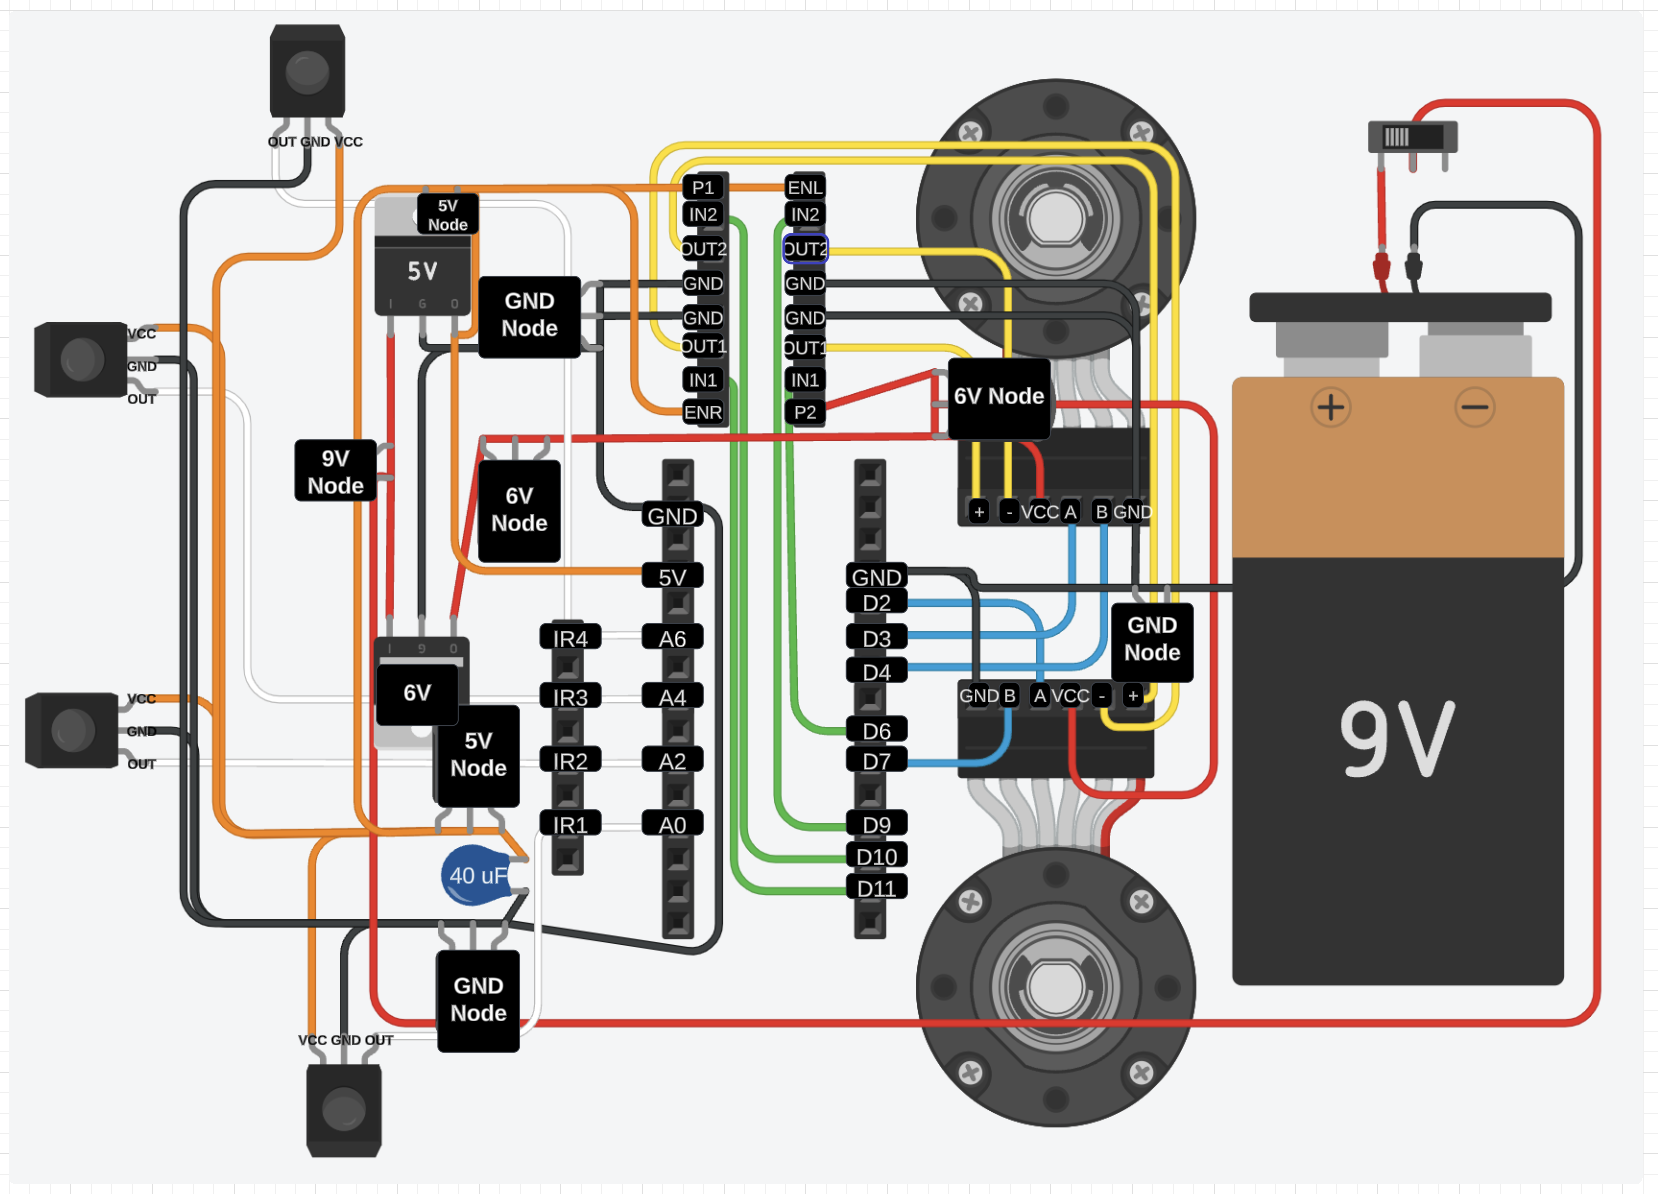 OUT GND VCC
P1
ENL
5V
Node
IN2
IN2
OUT2
OUT2
5V
I G O
GND
Node
GND
GND
GND
GND
VCC
GND
OUT
OUT1
OUT1
IN1
IN1
ENR
P2
6V Node
+
−
9V
Node
6V
Node
GND
+ - VCC A B GND
5V
GND
D2
IR4
A6
D3
GND
Node
I G O
D4
6V
VCC
GND
OUT
IR3
A4
GND B A VCC - +
9V
D6
5V
Node
IR2
A2
D7
IR1
A0
D9
D10
40 uF
D11
GND
Node
VCC GND OUT